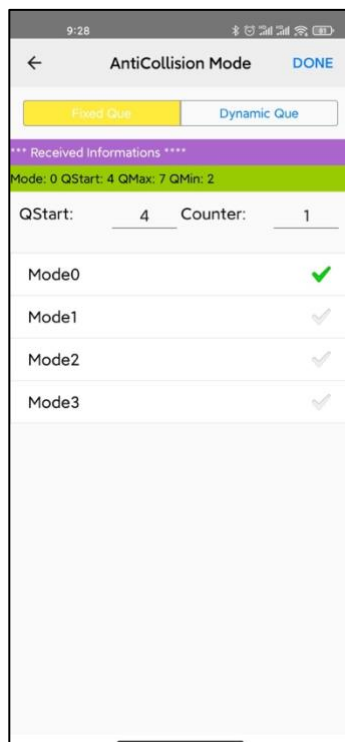 9:28
AntiCollision Mode DONE
Fixed Que Dynamic Que
*** Received Informations ****
Mode: 0 QStart: 4 QMax: 7 QMin: 2
QStart: 4 Counter: 1
Mode0
Mode1
Mode2
Mode3